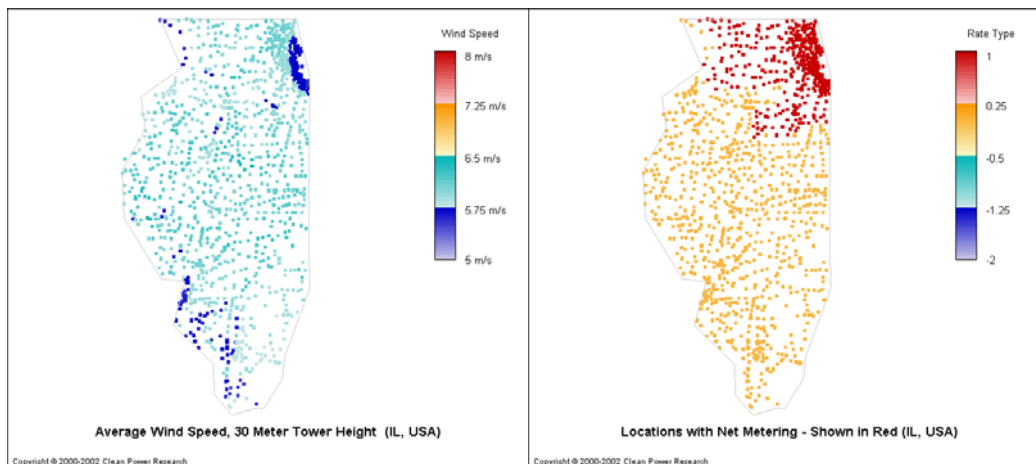 Wind Speed
8 m/s
7.25 m/s
6.5 m/s
5.75 m/s
5 m/s
Average Wind Speed, 30 Meter Tower Height (IL, USA)
Copyright © 2000-2002 Clean Power Research
Rate Type
1
0.25
-0.5
-1.25
-2
Locations with Net Metering - Shown in Red (IL, USA)
Copyright © 2000-2002 Clean Power Research